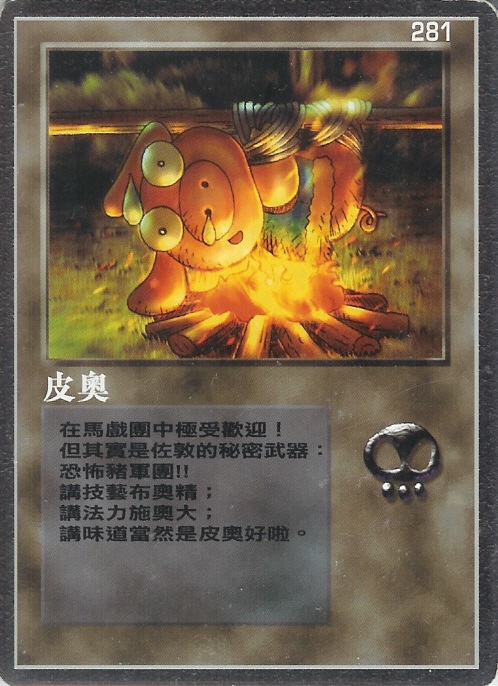 281
皮奧
在馬戲團中極受歡迎！
但其實是佐敦的秘密武器：
恐怖豬軍團!!
講技藝布奧精；
講法力施奧大；
講味道當然是皮奧好啦。